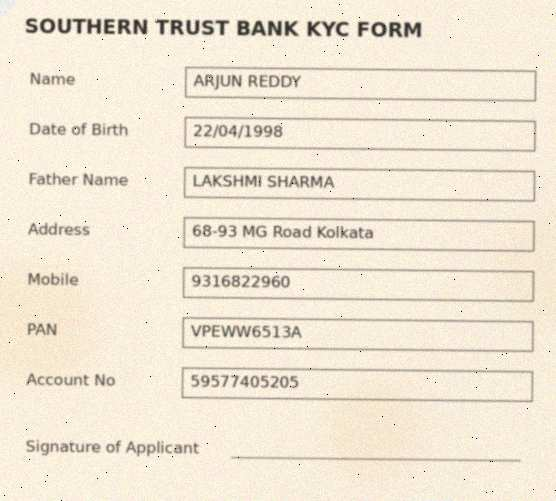 SOUTHERN TRUST BANK KYC FORM
Name ARJUN REDDY
Date of Birth 22/04/1998
Father Name LAKSHMI SHARMA
Address 68-93 MG Road Kolkata
Mobile 9316822960
PAN VPEWW6513A
Account No 59577405205
Signature of Applicant